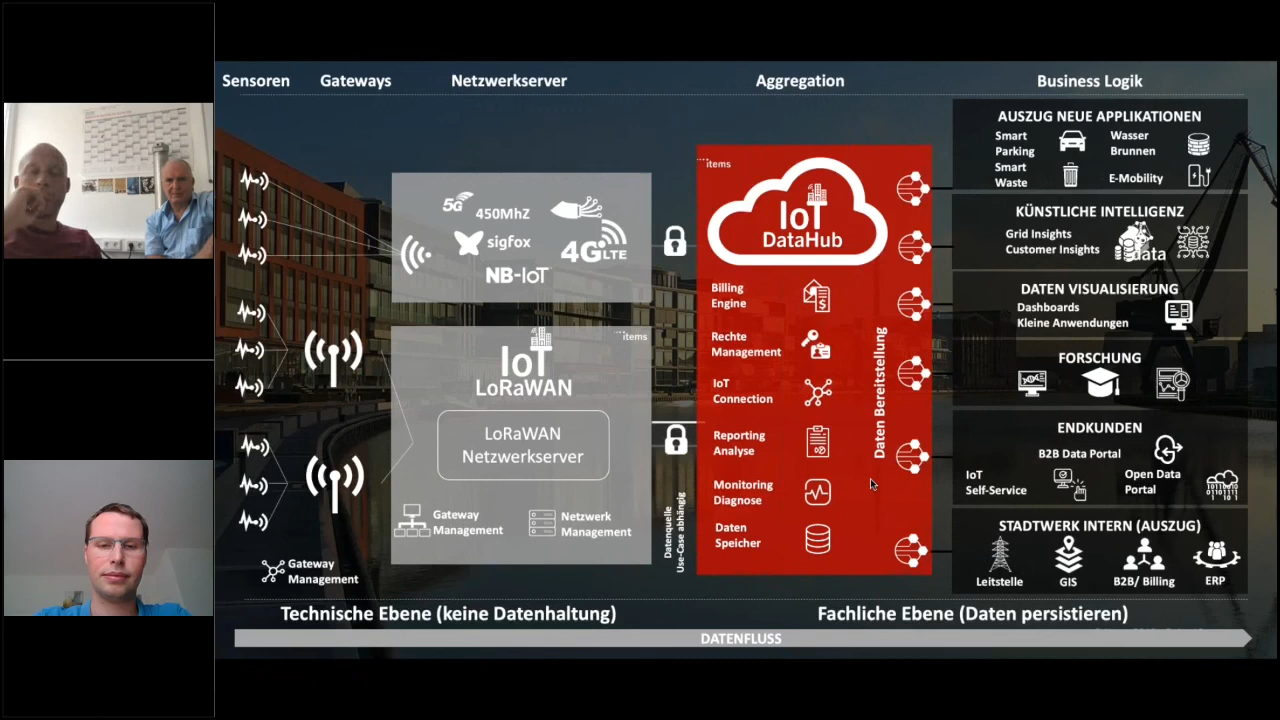 Sensoren
Gateways
Netzwerkserver
Aggregation
Business Logik
5G
450MhZ
sigfox
4G LTE
NB-IoT
items
IoT
LoRaWAN
LoRaWAN
Netzwerkserver
Gateway
Management
Netzwerk
Management
Gateway
Management
Datenquelle
Use-Case abhängig
items
IoT
DataHub
Billing
Engine
Rechte
Management
IoT
Connection
Reporting
Analyse
Monitoring
Diagnose
Daten
Speicher
Daten Bereitstellung
AUSZUG NEUE APPLIKATIONEN
Smart
Parking
Wasser
Brunnen
Smart
Waste
E-Mobility
KÜNSTLICHE INTELLIGENZ
Grid Insights
Customer Insights
data
DATEN VISUALISIERUNG
Dashboards
Kleine Anwendungen
FORSCHUNG
ENDKUNDEN
B2B Data Portal
IoT
Self-Service
Open Data
Portal
STADTWERK INTERN (AUSZUG)
Leitstelle
GIS
B2B/ Billing
ERP
Technische Ebene (keine Datenhaltung)
Fachliche Ebene (Daten persistieren)
DATENFLUSS